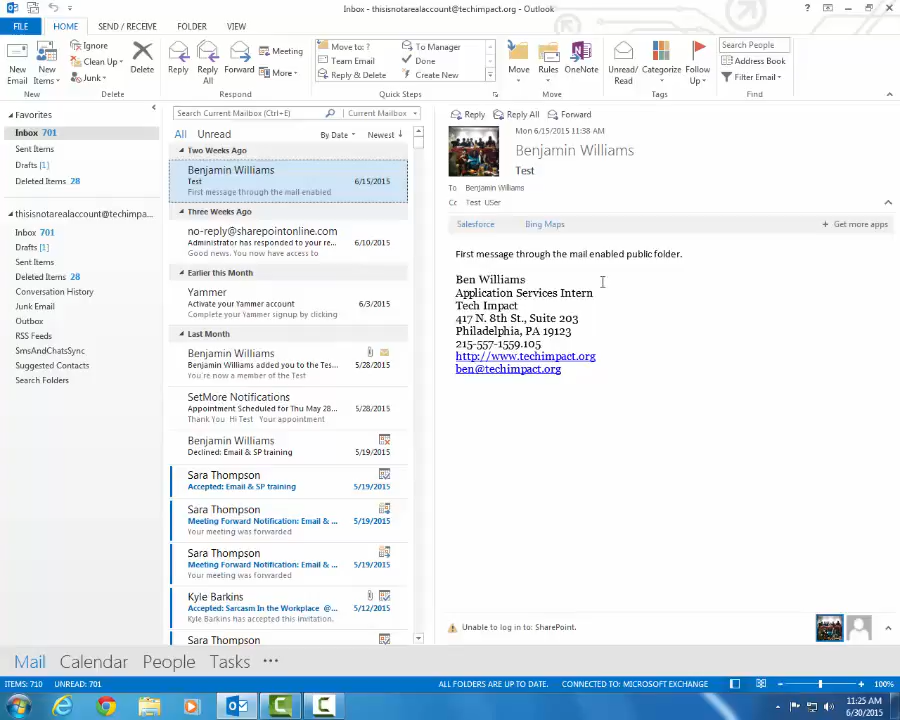 Inbox - thisisnotarealaccount@techimpact.org - Outlook
FILE HOME SEND / RECEIVE FOLDER VIEW
New Email
New Items
Ignore
Clean Up
Junk
Delete
Reply
Reply All
Forward
Meeting
More
Move to: ?
Team Email
Reply & Delete
To Manager
Done
Create New
Move
Rules
OneNote
Unread/ Read
Categorize
Follow Up
Search People
Address Book
Filter Email
New Delete Respond Quick Steps Move Tags Find
Favorites
Inbox 701
Sent Items
Drafts [1]
Deleted Items 28
thisisnotarealaccount@techimpa...
Inbox 701
Drafts [1]
Sent Items
Deleted Items 28
Conversation History
Junk Email
Outbox
RSS Feeds
SmsAndChatsSync
Suggested Contacts
Search Folders
Search Current Mailbox (Ctrl+E) Current Mailbox
All Unread By Date Newest
Two Weeks Ago
Benjamin Williams
Test 6/15/2015
First message through the mail enabled
Three Weeks Ago
no-reply@sharepointonline.com
Administrator has responded to your re... 6/10/2015
Good news. You now have access to
Earlier this Month
Yammer
Activate your Yammer account 6/3/2015
Complete your Yammer signup by clicking
Last Month
Benjamin Williams
Benjamin Williams added you to the Tes... 5/28/2015
You're now a member of the Test
SetMore Notifications
Appointment Scheduled for Thu May 28... 5/28/2015
Thank You Hi Test Your appointment
Benjamin Williams
Declined: Email & SP training 5/19/2015
Sara Thompson
Accepted: Email & SP training 5/19/2015
Sara Thompson
Meeting Forward Notification: Email & ... 5/19/2015
Your meeting was forwarded
Sara Thompson
Meeting Forward Notification: Email & ... 5/19/2015
Your meeting was forwarded
Kyle Barkins
Accepted: Sarcasm In the Workplace @... 5/12/2015
Kyle Barkins has accepted this invitation.
Sara Thompson
Reply Reply All Forward
Mon 6/15/2015 11:38 AM
Benjamin Williams
Test
To Benjamin Williams
Cc Test USer
Salesforce Bing Maps + Get more apps
First message through the mail enabled public folder.
Ben Williams
Application Services Intern
Tech Impact
417 N. 8th St., Suite 203
Philadelphia, PA 19123
215-557-1559.105
http://www.techimpact.org
ben@techimpact.org
Unable to log in to: SharePoint.
Mail Calendar People Tasks •••
ITEMS: 710 UNREAD: 701 ALL FOLDERS ARE UP TO DATE. CONNECTED TO: MICROSOFT EXCHANGE 100%
11:25 AM
6/30/2015